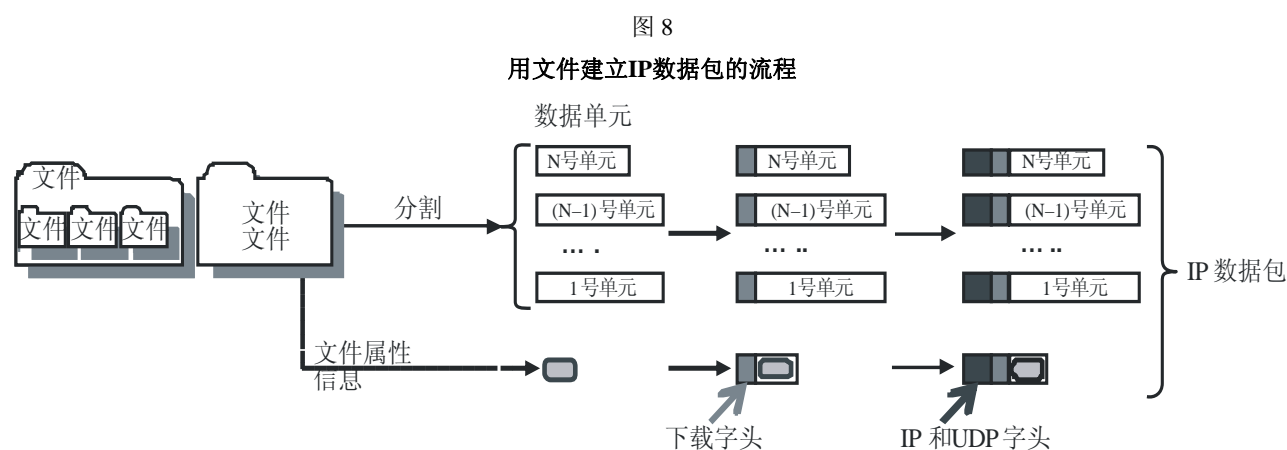 图 8
用文件建立IP数据包的流程
数据单元
N号单元
N号单元
N号单元
文件
文件
文件
文件
文件
文件
分割
(N–1)号单元
(N–1)号单元
(N–1)号单元
... .
... ..
... ..
IP 数据包
1号单元
1号单元
1号单元
文件属性
信息
下载字头
IP 和UDP字头